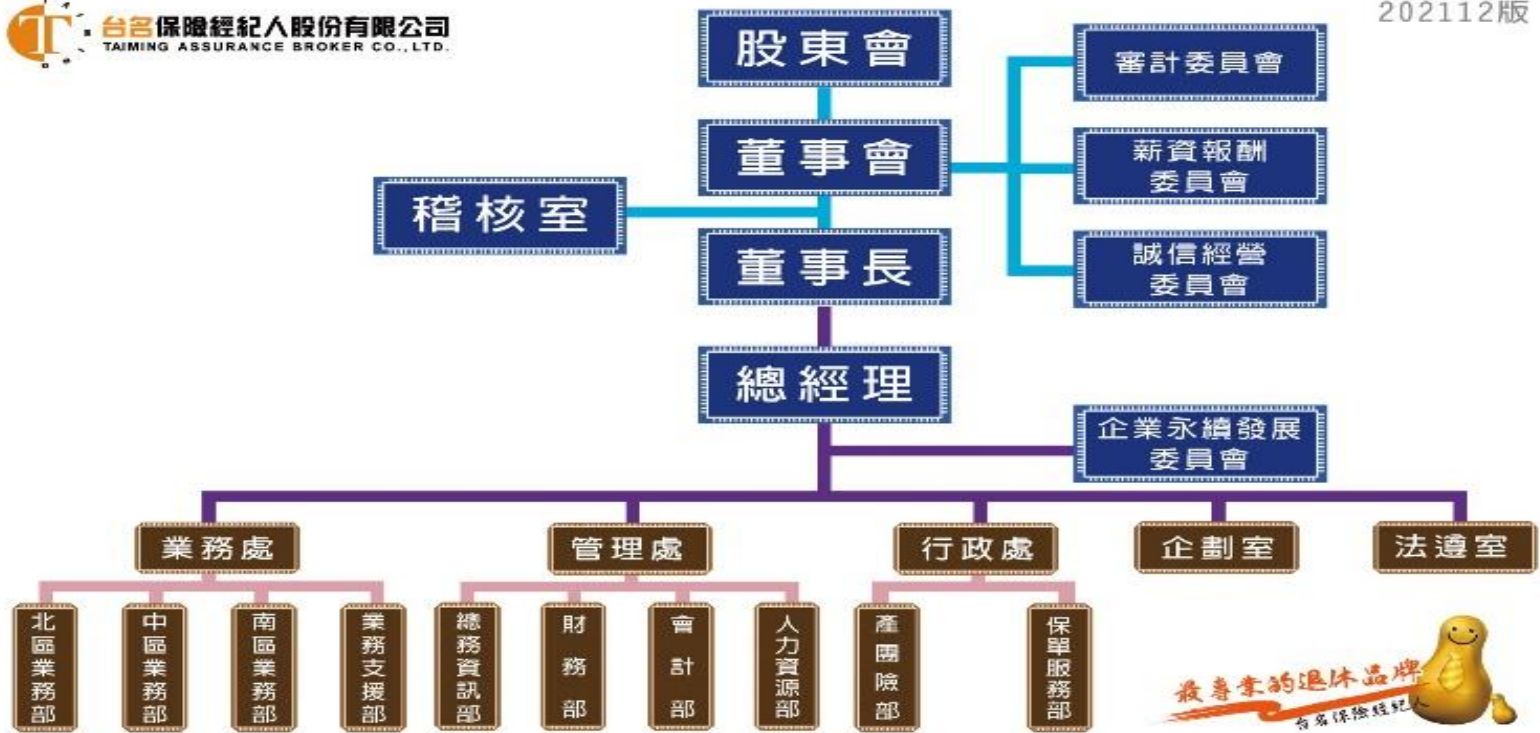 台名保險經紀人股份有限公司
TAIMING ASSURANCE BROKER CO.,LTD.
202112版
股東會
審計委員會
董事會
薪資報酬
委員會
稽核室
董事長
誠信經營
委員會
總經理
企業永續發展
委員會
業務處
管理處
行政處
企劃室
法遵室
北區業務部
中區業務部
南區業務部
業務支援部
總務資訊部
財務部
會計部
人力資源部
產團險部
保單服務部
最專業的退休品牌
台名保險經紀人